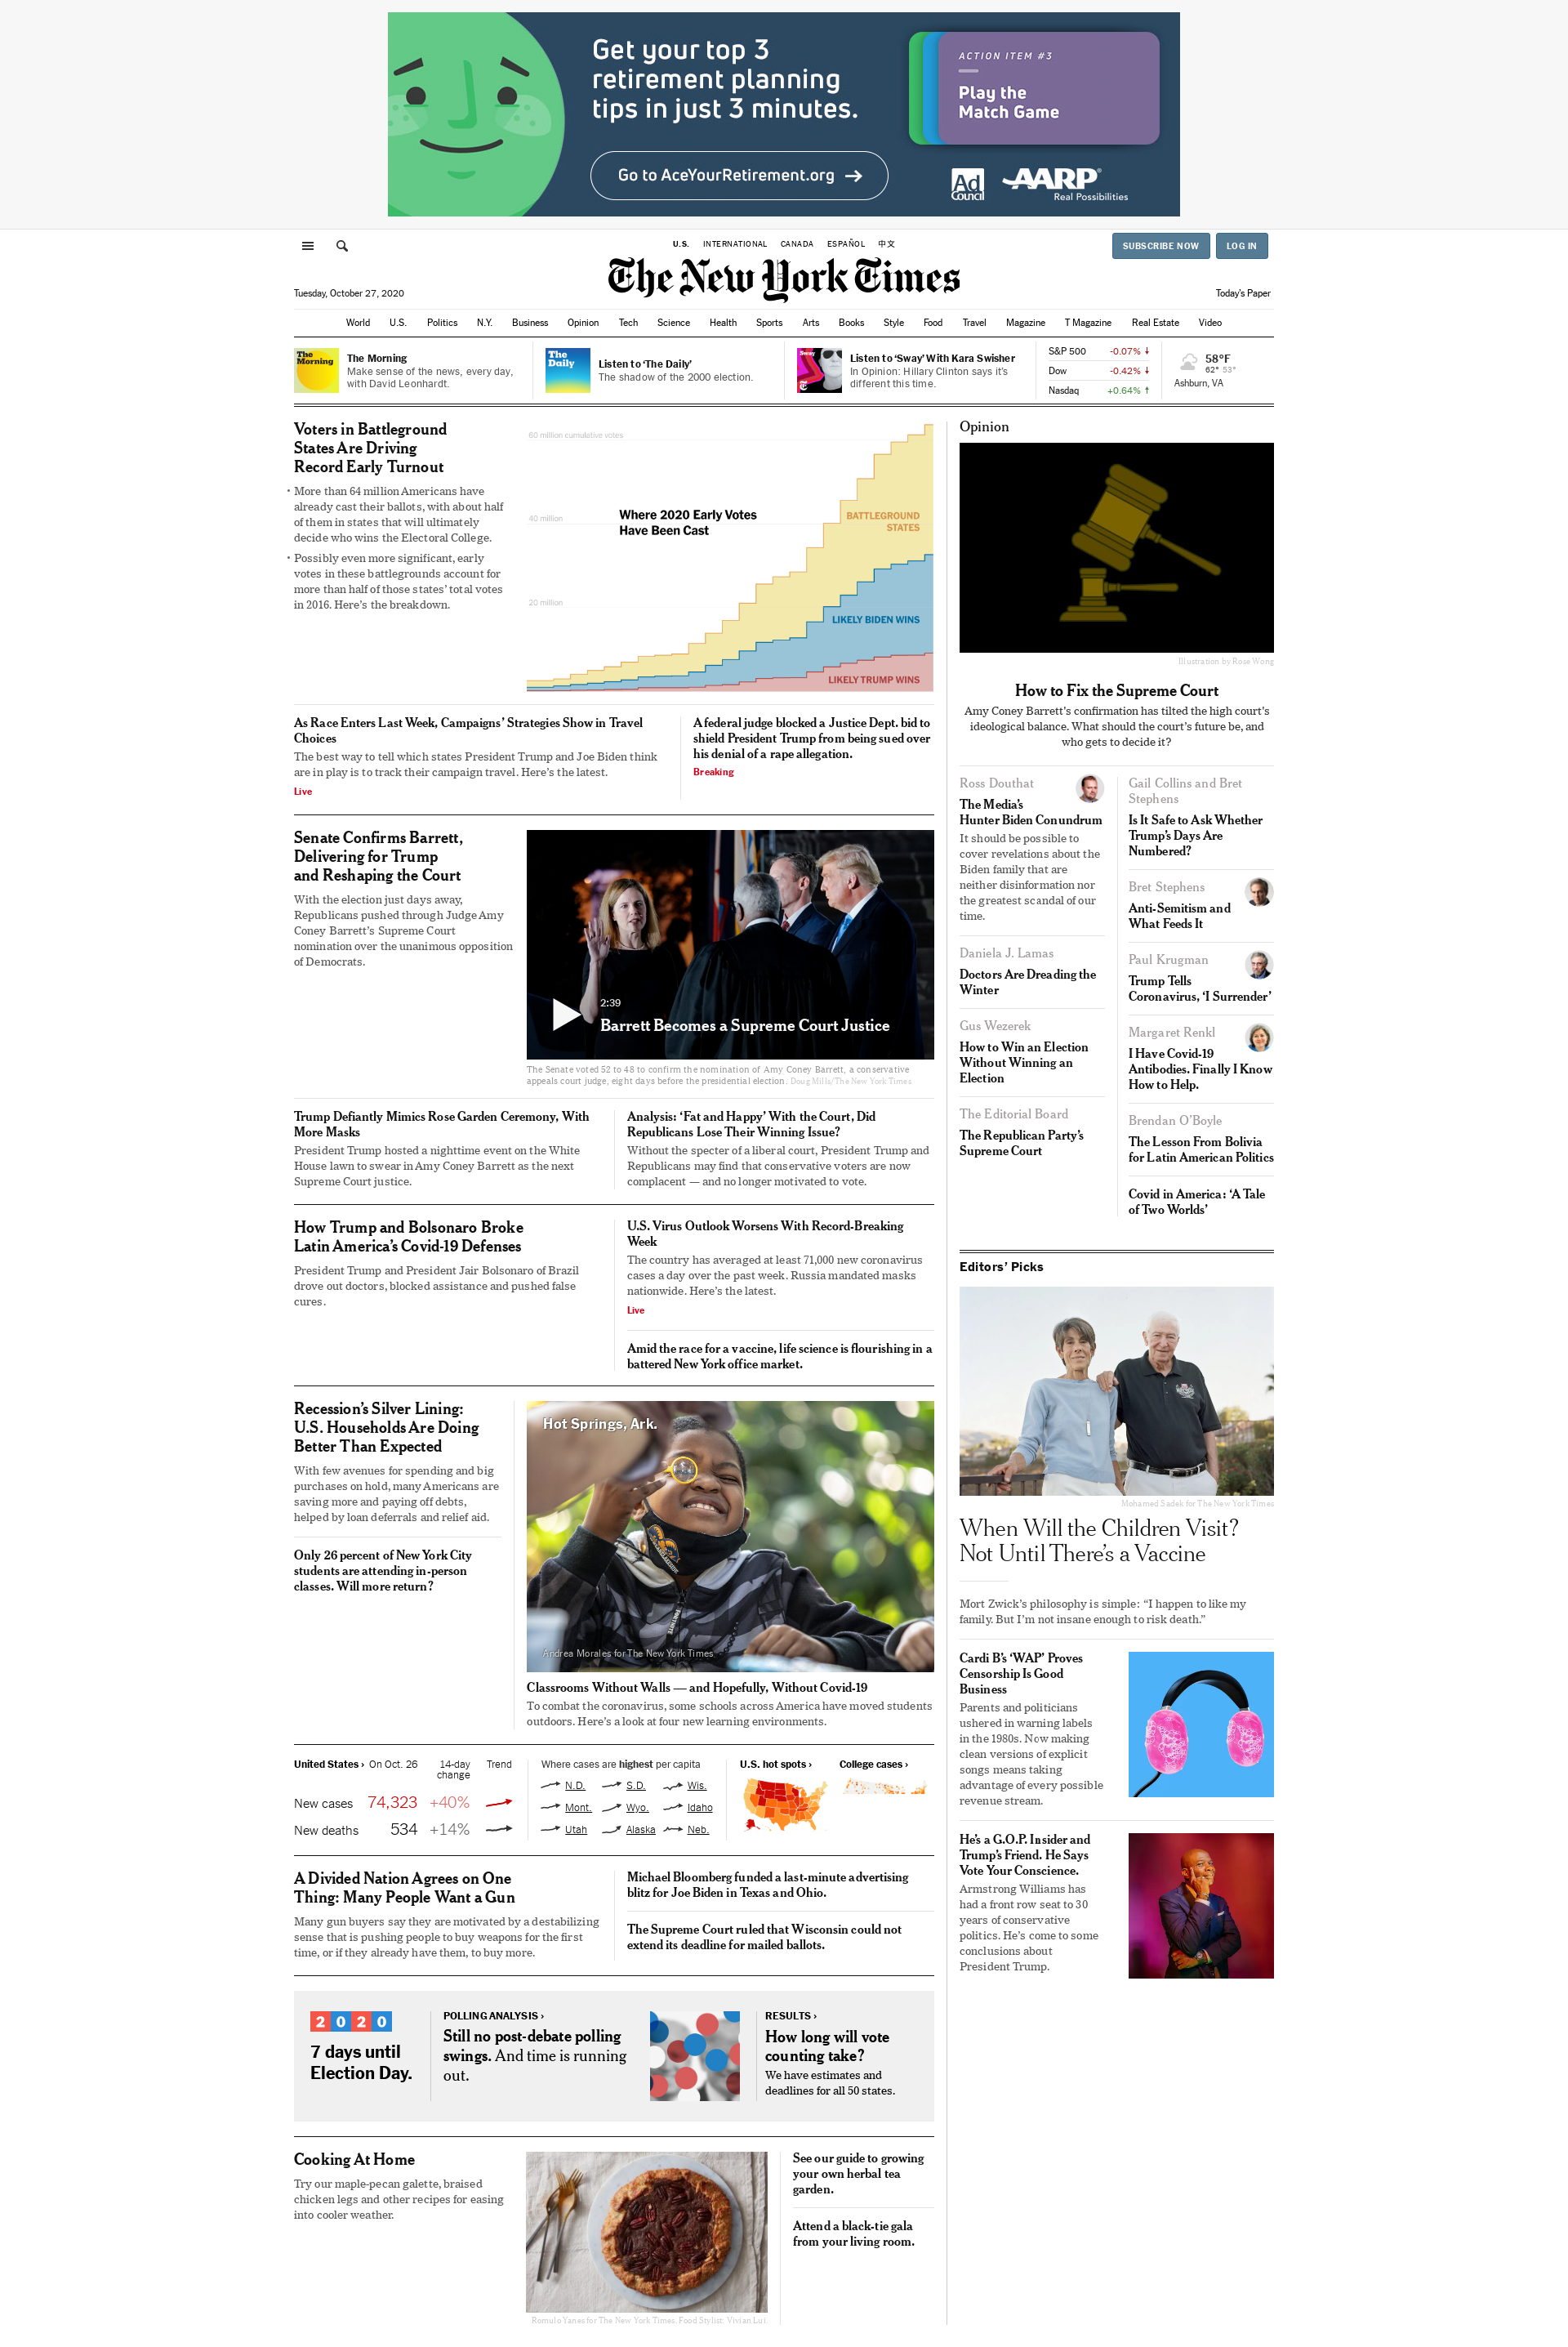 Get your top 3
retirement planning
tips in just 3 minutes.
Go to AceYourRetirement.org →
ACTION ITEM #3
Play the
Match Game
Ad
Council
AARP
Real Possibilities
U.S. INTERNATIONAL CANADA ESPAÑOL 中文
SUBSCRIBE NOW LOG IN
The New York Times
Tuesday, October 27, 2020
Today's Paper
World U.S. Politics N.Y. Business Opinion Tech Science Health Sports Arts Books Style Food Travel Magazine T Magazine Real Estate Video
The
Morning
The Morning
Make sense of the news, every day,
with David Leonhardt.
The
Daily
Listen to ‘The Daily’
The shadow of the 2000 election.
Sway
Listen to ‘Sway’ With Kara Swisher
In Opinion: Hillary Clinton says it’s
different this time.
S&P 500 -0.07% ↓
Dow -0.42% ↓
Nasdaq +0.64% ↑
58°F
62° 53°
Ashburn, VA
Voters in Battleground
States Are Driving
Record Early Turnout
• More than 64 million Americans have
already cast their ballots, with about half
of them in states that will ultimately
decide who wins the Electoral College.
• Possibly even more significant, early
votes in these battlegrounds account for
more than half of those states’ total votes
in 2016. Here’s the breakdown.
60 million cumulative votes
40 million
20 million
Where 2020 Early Votes
Have Been Cast
BATTLEGROUND
STATES
LIKELY BIDEN WINS
LIKELY TRUMP WINS
As Race Enters Last Week, Campaigns’ Strategies Show in Travel
Choices
The best way to tell which states President Trump and Joe Biden think
are in play is to track their campaign travel. Here’s the latest.
Live
A federal judge blocked a Justice Dept. bid to
shield President Trump from being sued over
his denial of a rape allegation.
Breaking
Senate Confirms Barrett,
Delivering for Trump
and Reshaping the Court
With the election just days away,
Republicans pushed through Judge Amy
Coney Barrett’s Supreme Court
nomination over the unanimous opposition
of Democrats.
2:39
Barrett Becomes a Supreme Court Justice
The Senate voted 52 to 48 to confirm the nomination of Amy Coney Barrett, a conservative
appeals court judge, eight days before the presidential election. Doug Mills/The New York Times
Trump Defiantly Mimics Rose Garden Ceremony, With
More Masks
President Trump hosted a nighttime event on the White
House lawn to swear in Amy Coney Barrett as the next
Supreme Court justice.
Analysis: ‘Fat and Happy’ With the Court, Did
Republicans Lose Their Winning Issue?
Without the specter of a liberal court, President Trump and
Republicans may find that conservative voters are now
complacent — and no longer motivated to vote.
How Trump and Bolsonaro Broke
Latin America’s Covid-19 Defenses
President Trump and President Jair Bolsonaro of Brazil
drove out doctors, blocked assistance and pushed false
cures.
U.S. Virus Outlook Worsens With Record-Breaking
Week
The country has averaged at least 71,000 new coronavirus
cases a day over the past week. Russia mandated masks
nationwide. Here’s the latest.
Live
Amid the race for a vaccine, life science is flourishing in a
battered New York office market.
Recession’s Silver Lining:
U.S. Households Are Doing
Better Than Expected
With few avenues for spending and big
purchases on hold, many Americans are
saving more and paying off debts,
helped by loan deferrals and relief aid.
Only 26 percent of New York City
students are attending in-person
classes. Will more return?
Hot Springs, Ark.
Andrea Morales for The New York Times
Classrooms Without Walls — and Hopefully, Without Covid-19
To combat the coronavirus, some schools across America have moved students
outdoors. Here’s a look at four new learning environments.
United States › On Oct. 26 14-day
change Trend
New cases 74,323 +40%
New deaths 534 +14%
Where cases are highest per capita
N.D. S.D. Wis.
Mont. Wyo. Idaho
Utah Alaska Neb.
U.S. hot spots ›
College cases ›
A Divided Nation Agrees on One
Thing: Many People Want a Gun
Many gun buyers say they are motivated by a destabilizing
sense that is pushing people to buy weapons for the first
time, or if they already have them, to buy more.
Michael Bloomberg funded a last-minute advertising
blitz for Joe Biden in Texas and Ohio.
The Supreme Court ruled that Wisconsin could not
extend its deadline for mailed ballots.
2020
7 days until
Election Day.
POLLING ANALYSIS ›
Still no post-debate polling
swings. And time is running
out.
RESULTS ›
How long will vote
counting take?
We have estimates and
deadlines for all 50 states.
Cooking At Home
Try our maple-pecan galette, braised
chicken legs and other recipes for easing
into cooler weather.
Romulo Yanes for The New York Times. Food Stylist: Vivian Lui.
See our guide to growing
your own herbal tea
garden.
Attend a black-tie gala
from your living room.
Opinion
Illustration by Rose Wong
How to Fix the Supreme Court
Amy Coney Barrett’s confirmation has tilted the high court’s
ideological balance. What should the court’s future be, and
who gets to decide it?
Ross Douthat
The Media’s
Hunter Biden Conundrum
It should be possible to
cover revelations about the
Biden family that are
neither disinformation nor
the greatest scandal of our
time.
Daniela J. Lamas
Doctors Are Dreading the
Winter
Gus Wezerek
How to Win an Election
Without Winning an
Election
The Editorial Board
The Republican Party’s
Supreme Court
Gail Collins and Bret
Stephens
Is It Safe to Ask Whether
Trump’s Days Are
Numbered?
Bret Stephens
Anti-Semitism and
What Feeds It
Paul Krugman
Trump Tells
Coronavirus, ‘I Surrender’
Margaret Renkl
I Have Covid-19
Antibodies. Finally I Know
How to Help.
Brendan O’Boyle
The Lesson From Bolivia
for Latin American Politics
Covid in America: ‘A Tale
of Two Worlds’
Editors’ Picks
Mohamed Sadek for The New York Times
When Will the Children Visit?
Not Until There’s a Vaccine
Mort Zwick’s philosophy is simple: “I happen to like my
family. But I’m not insane enough to risk death.”
Cardi B’s ‘WAP’ Proves
Censorship Is Good
Business
Parents and politicians
ushered in warning labels
in the 1980s. Now making
clean versions of explicit
songs means taking
advantage of every possible
revenue stream.
He’s a G.O.P. Insider and
Trump’s Friend. He Says
Vote Your Conscience.
Armstrong Williams has
had a front row seat to 30
years of conservative
politics. He’s come to some
conclusions about
President Trump.